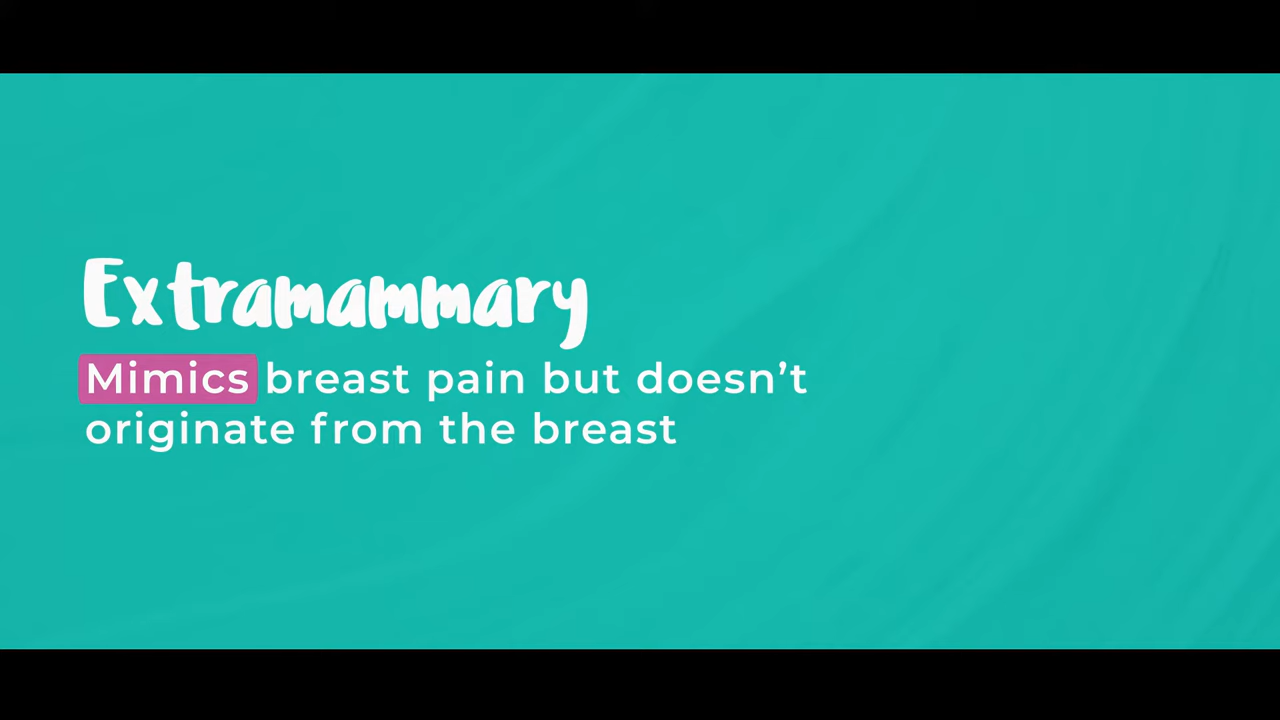 Extramammary
Mimics breast pain but doesn’t
originate from the breast